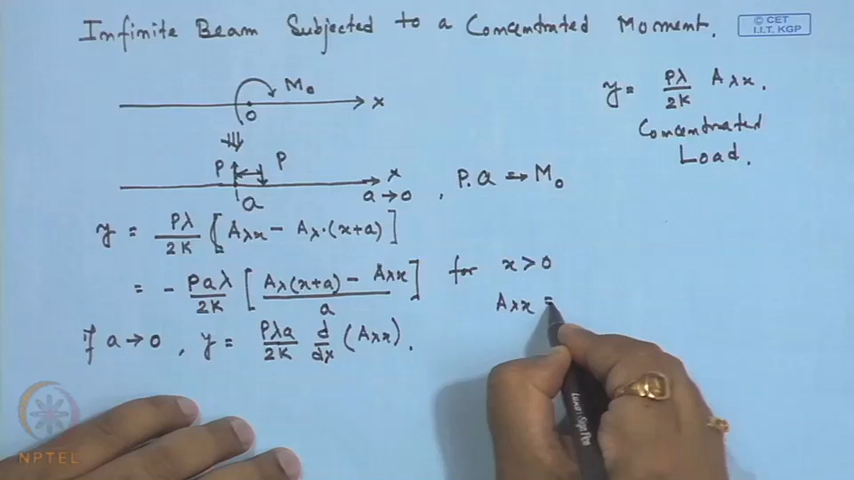 Infinite Beam Subjected to a Concentrated Moment.
© CET
I.I.T. KGP
M₀
O
x
y = Pλ/2K Aλx.
Concentrated
Load.
P P
x
a a→0 , P.a ⇒ M₀
y = Pλ/2K [Aλx - Aλ.(x+a)]
= - Paλ/2K [Aλ(x+a) - Aλx / a] for x>0
Aλx =
if a→0 , y = Pλa/2K d/dx (Aλx).
NPTEL